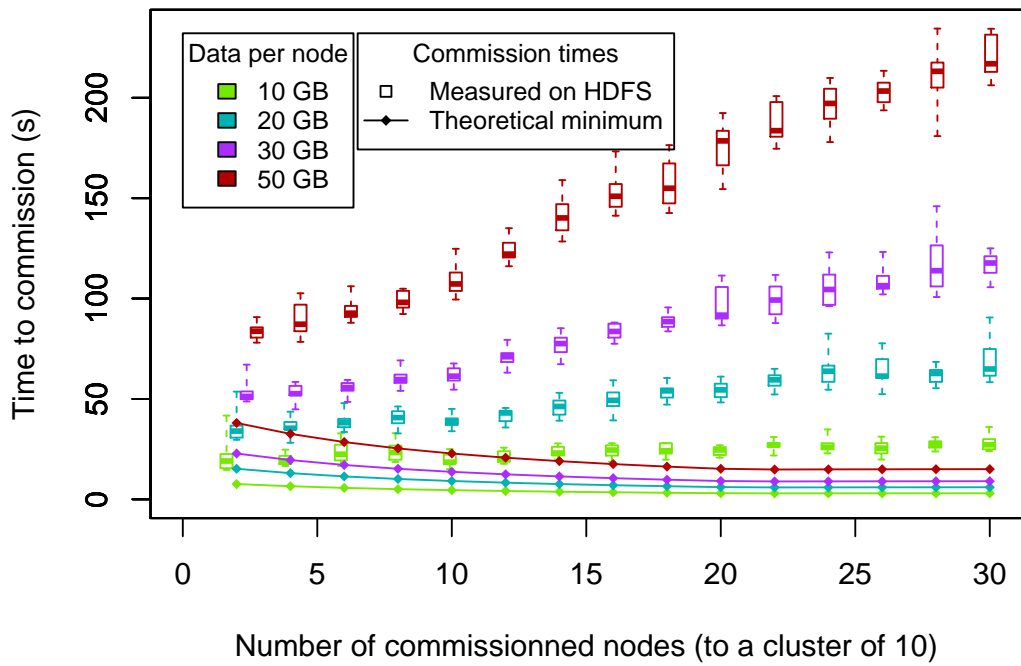 Data per node
10 GB
20 GB
30 GB
50 GB
Commission times
Measured on HDFS
Theoretical minimum
Time to commission (s)
200
150
100
50
0
0 5 10 15 20 25 30
Number of commissionned nodes (to a cluster of 10)